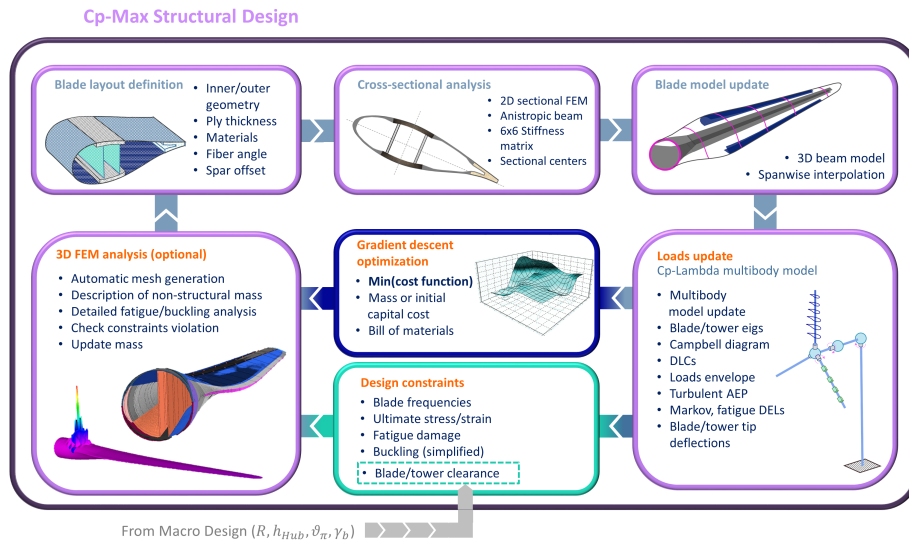 Cp-Max Structural Design
Blade layout definition
• Inner/outer
geometry
• Ply thickness
• Materials
• Fiber angle
• Spar offset
Cross-sectional analysis
• 2D sectional FEM
• Anistropic beam
• 6x6 Stiffness
matrix
• Sectional centers
Blade model update
• 3D beam model
• Spanwise interpolation
3D FEM analysis (optional)
• Automatic mesh generation
• Description of non-structural mass
• Detailed fatigue/buckling analysis
• Check constraints violation
• Update mass
Gradient descent
optimization
• Min(cost function)
• Mass or initial
capital cost
• Bill of materials
Loads update
Cp-Lambda multibody model
• Multibody
model update
• Blade/tower eigs
• Campbell diagram
• DLCs
• Loads envelope
• Turbulent AEP
• Markov, fatigue DELs
• Blade/tower tip
deflections
Design constraints
• Blade frequencies
• Ultimate stress/strain
• Fatigue damage
• Buckling (simplified)
• Blade/tower clearance
From Macro Design (R, h_Hub, ϑ_π, γ_b)